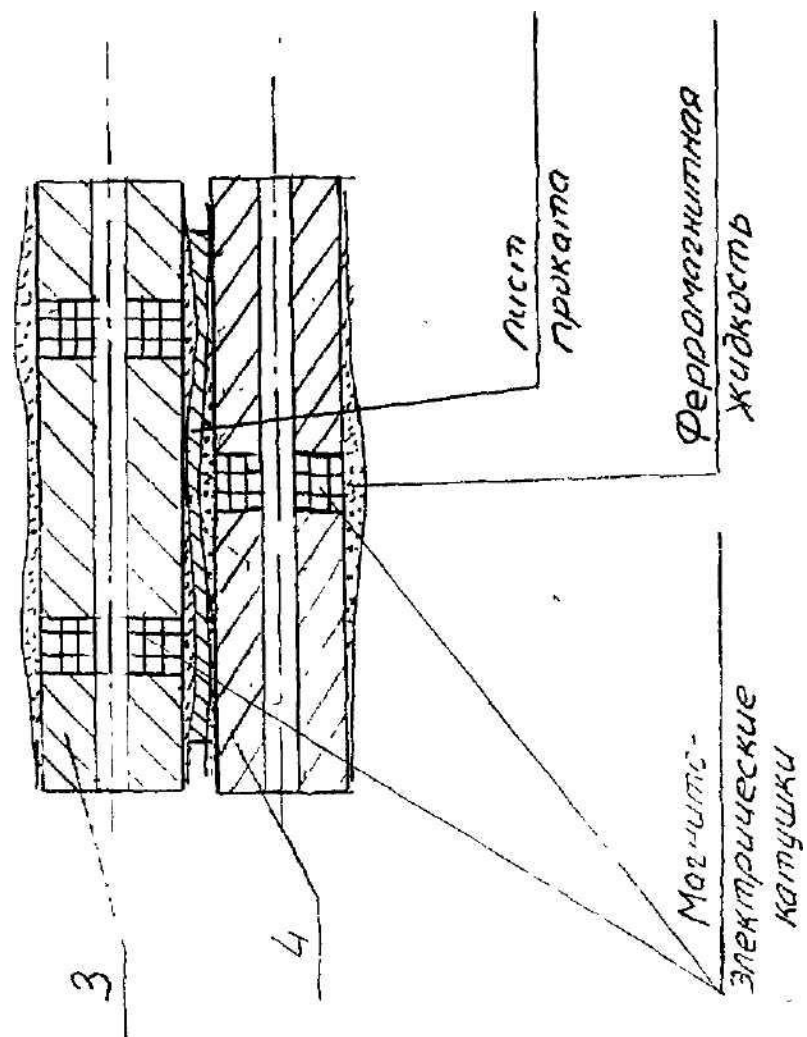 3
4
Лист
проката
Ферромагнитная
жидкость
Магнито-
электрические
катушки